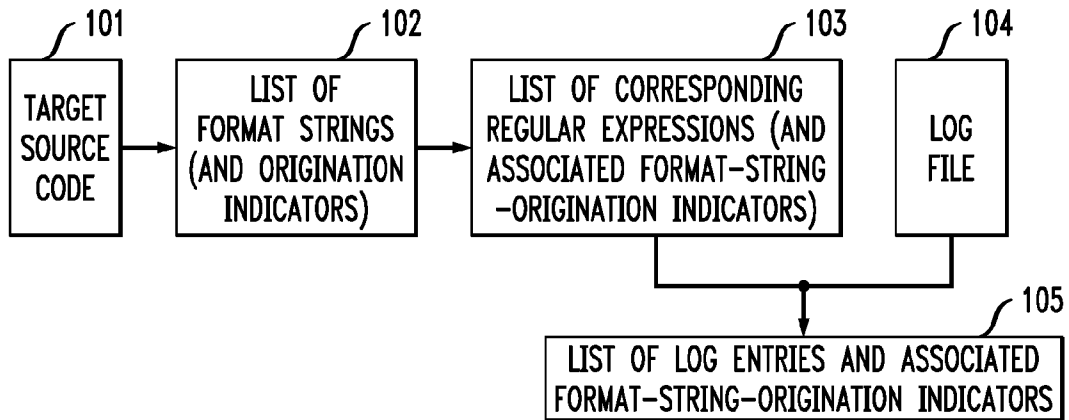 101
102
103
104
TARGET
SOURCE
CODE
LIST OF
FORMAT STRINGS
(AND ORIGINATION
INDICATORS)
LIST OF CORRESPONDING
REGULAR EXPRESSIONS (AND
ASSOCIATED FORMAT-STRING
-ORIGINATION INDICATORS)
LOG
FILE
105
LIST OF LOG ENTRIES AND ASSOCIATED
FORMAT-STRING-ORIGINATION INDICATORS